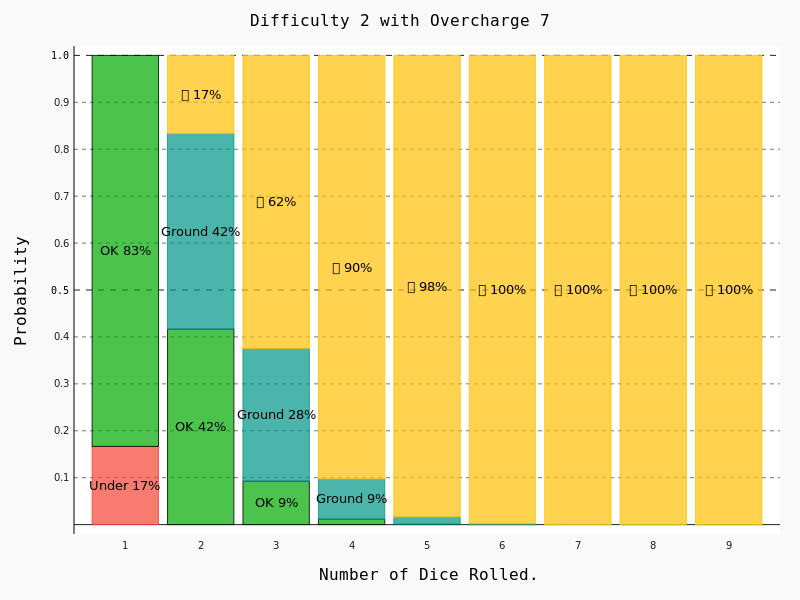 Difficulty 2 with Overcharge 7
1.0
0.9
0.8
0.7
0.6
0.5
0.4
0.3
0.2
0.1
Probability
OK 83%
Under 17%
17%
Ground 42%
OK 42%
62%
Ground 28%
OK 9%
90%
Ground 9%
98%
100%
100%
100%
100%
1 2 3 4 5 6 7 8 9
Number of Dice Rolled.